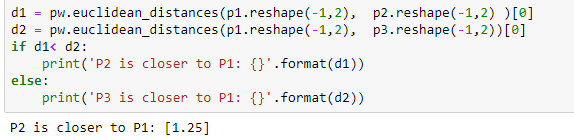 d1 = pw.euclidean_distances(p1.reshape(-1,2),  p2.reshape(-1,2) )[0]
d2 = pw.euclidean_distances(p1.reshape(-1,2),  p3.reshape(-1,2))[0]
if d1< d2:
    print('P2 is closer to P1: {}'.format(d1))
else:
    print('P3 is closer to P1: {}'.format(d2))
P2 is closer to P1: [1.25]